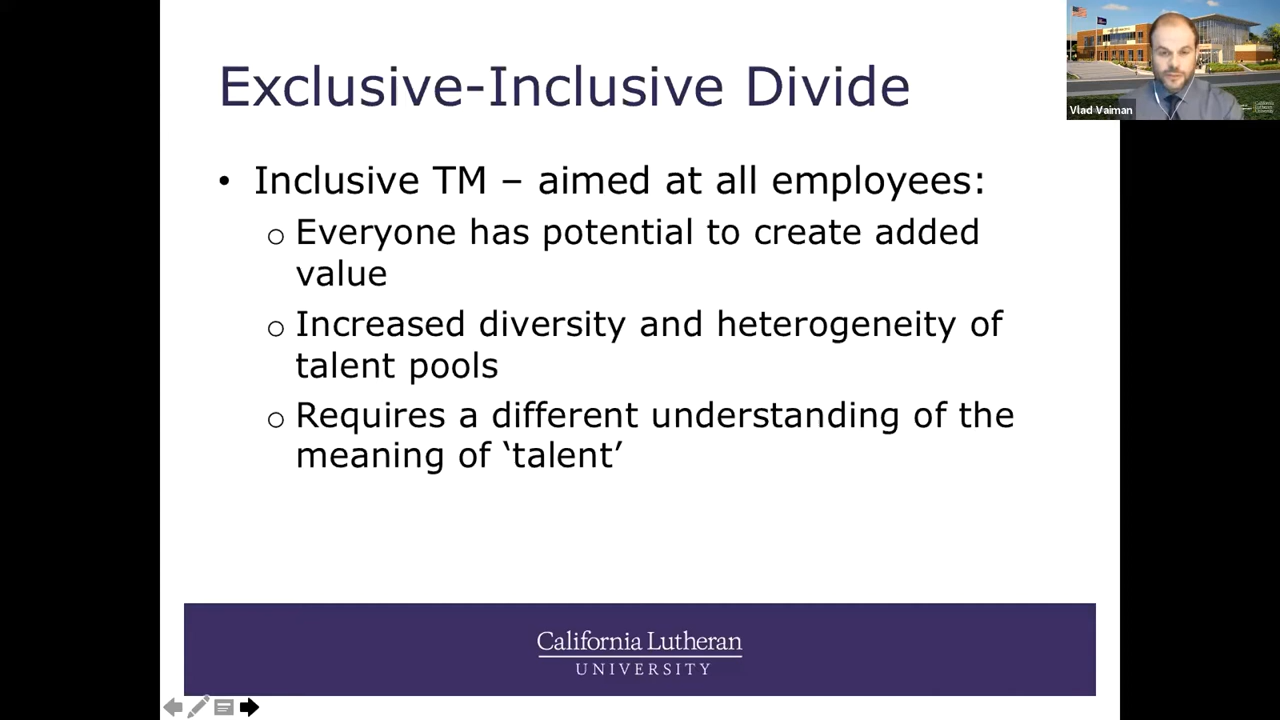 Exclusive-Inclusive Divide
• Inclusive TM – aimed at all employees:
o Everyone has potential to create added
value
o Increased diversity and heterogeneity of
talent pools
o Requires a different understanding of the
meaning of ‘talent’
California Lutheran
UNIVERSITY
Vlad Vaiman